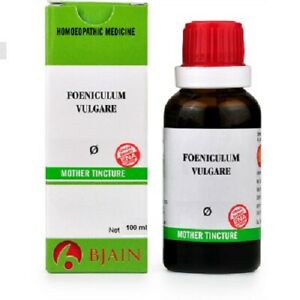 HOMOEOPATHIC MEDICINE
FOENICULUM
VULGARE
Ø
MOTHER TINCTURE
Net 100 ml
BJAIN
FOENICULUM
VULGARE
Ø
MOTHER TINCTURE